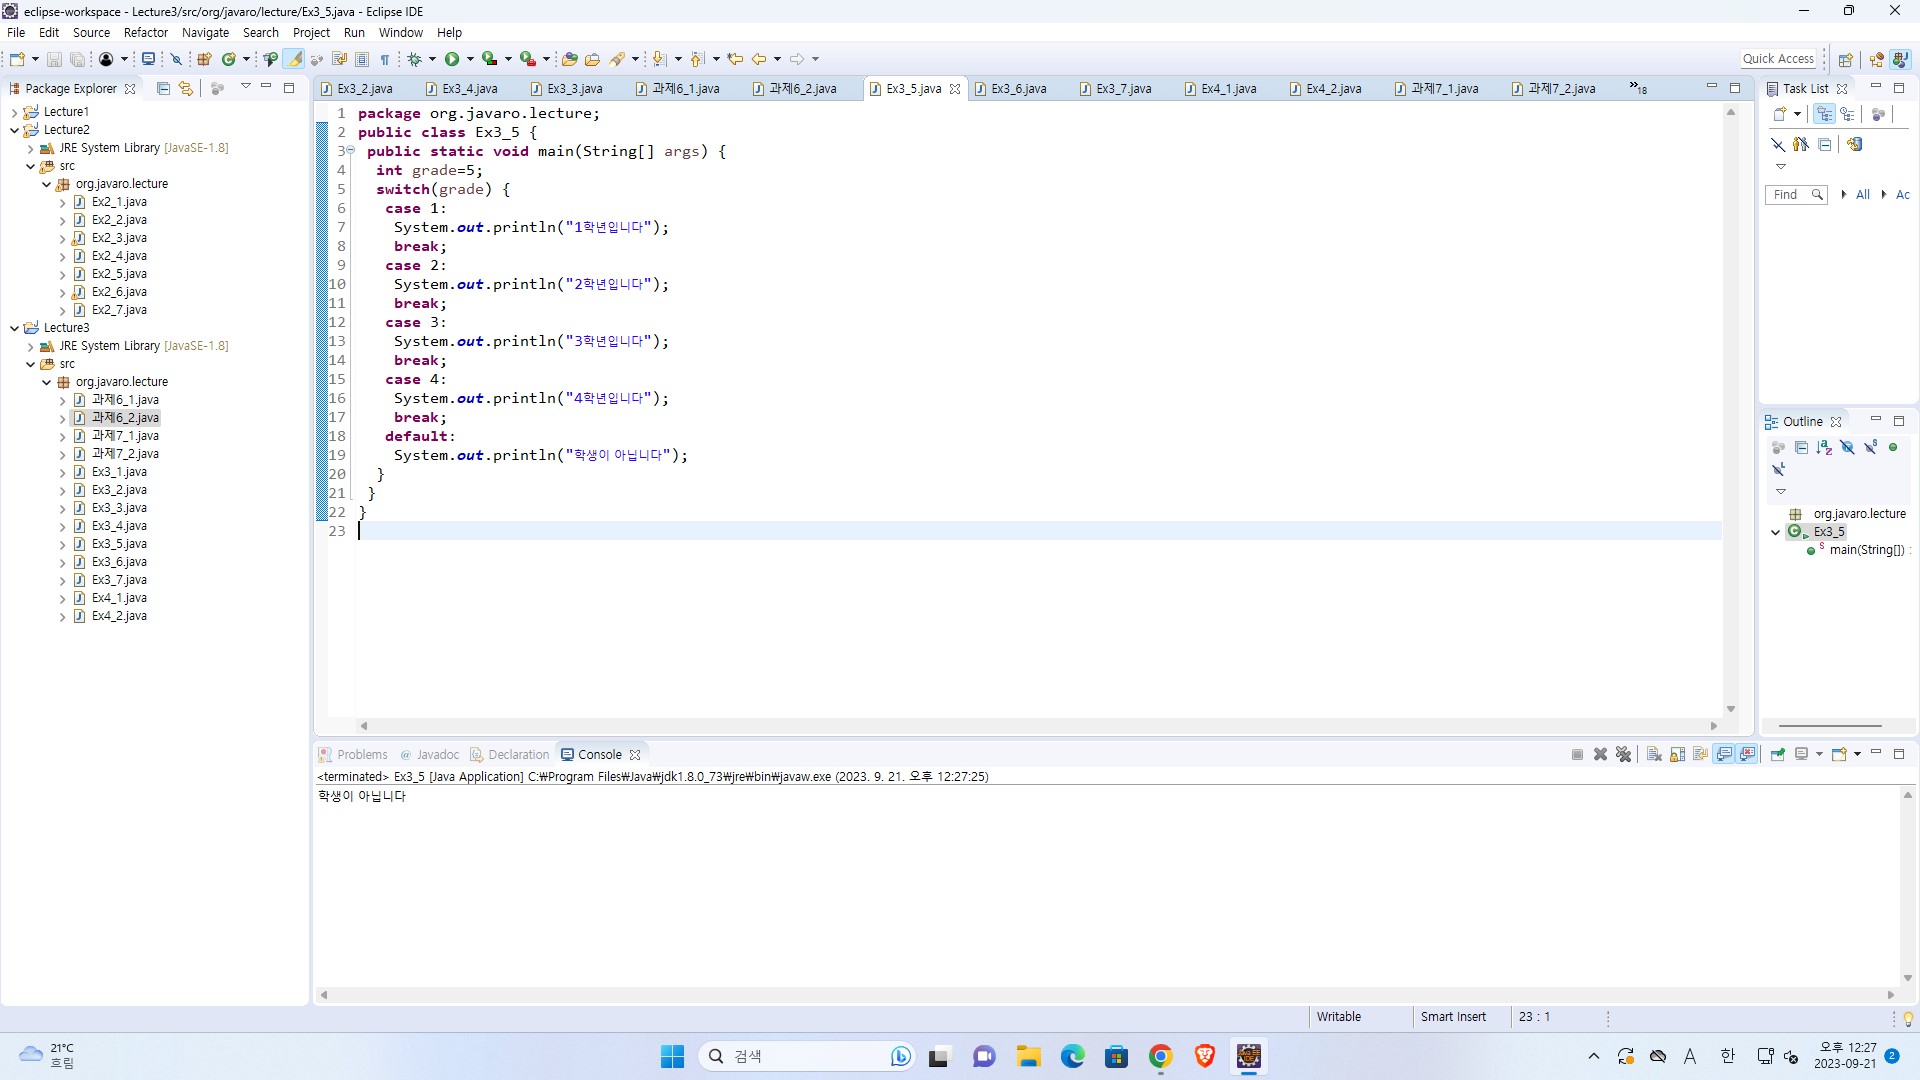 eclipse-workspace - Lecture3/src/org/javaro/lecture/Ex3_5.java - Eclipse IDE
File Edit Source Refactor Navigate Search Project Run Window Help
Quick Access
Package Explorer
Lecture1
Lecture2
JRE System Library [JavaSE-1.8]
src
org.javaro.lecture
Ex2_1.java
Ex2_2.java
Ex2_3.java
Ex2_4.java
Ex2_5.java
Ex2_6.java
Ex2_7.java
Lecture3
JRE System Library [JavaSE-1.8]
src
org.javaro.lecture
과제6_1.java
과제6_2.java
과제7_1.java
과제7_2.java
Ex3_1.java
Ex3_2.java
Ex3_3.java
Ex3_4.java
Ex3_5.java
Ex3_6.java
Ex3_7.java
Ex4_1.java
Ex4_2.java
Ex3_2.java Ex3_4.java Ex3_3.java 과제6_1.java 과제6_2.java Ex3_5.java Ex3_6.java Ex3_7.java Ex4_1.java Ex4_2.java 과제7_1.java 과제7_2.java »18
1 package org.javaro.lecture;
2 public class Ex3_5 {
3 public static void main(String[] args) {
4 int grade=5;
5 switch(grade) {
6 case 1:
7 System.out.println("1학년입니다");
8 break;
9 case 2:
10 System.out.println("2학년입니다");
11 break;
12 case 3:
13 System.out.println("3학년입니다");
14 break;
15 case 4:
16 System.out.println("4학년입니다");
17 break;
18 default:
19 System.out.println("학생이 아닙니다");
20 }
21 }
22 }
23
Task List
Find All Ac
Outline
org.javaro.lecture
Ex3_5
main(String[]) :
Problems Javadoc Declaration Console
<terminated> Ex3_5 [Java Application] C:₩Program Files₩Java₩jdk1.8.0_73₩jre₩bin₩javaw.exe (2023. 9. 21. 오후 12:27:25)
학생이 아닙니다
Writable Smart Insert 23 : 1
21°C
흐림
검색
A 한
오후 12:27
2023-09-21
2